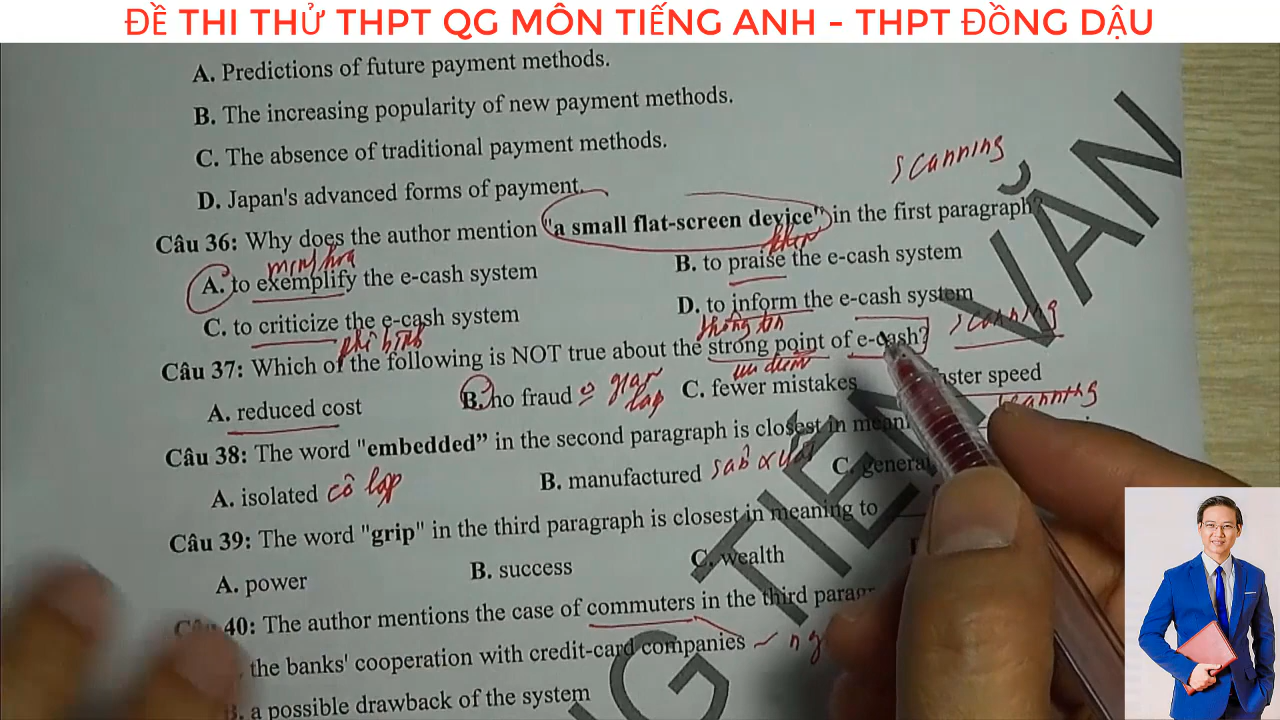 ĐỀ THI THỬ THPT QG MÔN TIẾNG ANH - THPT ĐỒNG DẬU
A. Predictions of future payment methods.
B. The increasing popularity of new payment methods.
C. The absence of traditional payment methods.
scanning
D. Japan's advanced forms of payment.
Câu 36: Why does the author mention "a small flat-screen device" in the first paragraph?
minh họa
khen
A. to exemplify the e-cash system B. to praise the e-cash system
C. to criticize the e-cash system D. to inform the e-cash system
phê bình thông tin scanning
Câu 37: Which of the following is NOT true about the strong point of e-cash?
ưu điểm
A. reduced cost B. no fraud gian lận C. fewer mistakes faster speed
scanning
Câu 38: The word "embedded” in the second paragraph is closest in
A. isolated cô lập B. manufactured sản xuất C.
Câu 39: The word "grip" in the third paragraph is closest in meaning to
A. power B. success C. wealth
Câu 40: The author mentions the case of commuters in the third
the banks' cooperation with credit-card companies
B. a possible drawback of the system
NG TIẾN VĂN